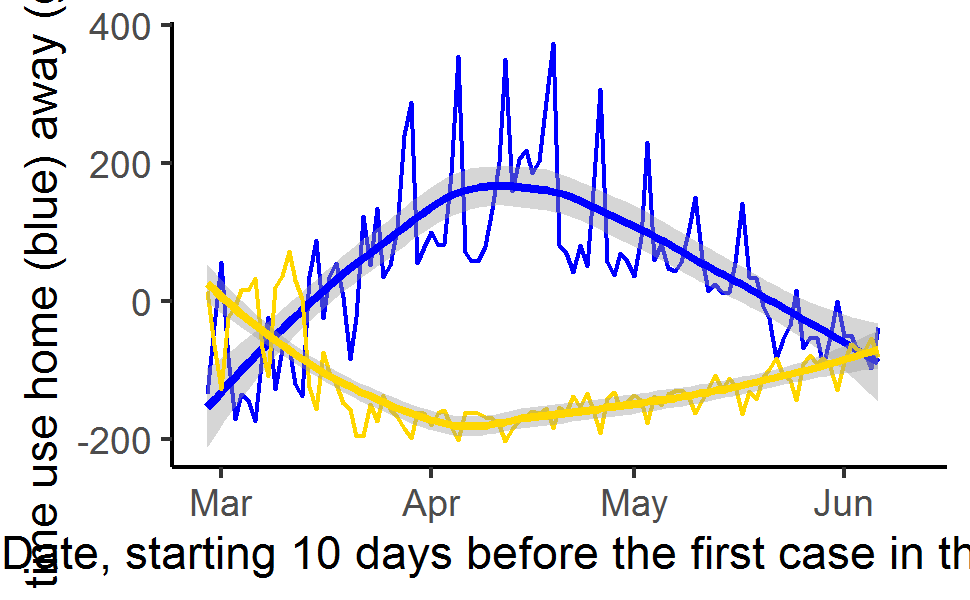 time use home (blue) away (
400
200
0
-200
Mar Apr May Jun
Date, starting 10 days before the first case in th